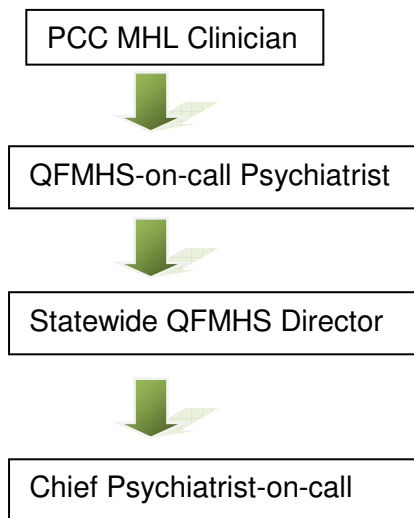 PCC MHL Clinician
QFMHS-on-call Psychiatrist
Statewide QFMHS Director
Chief Psychiatrist-on-call